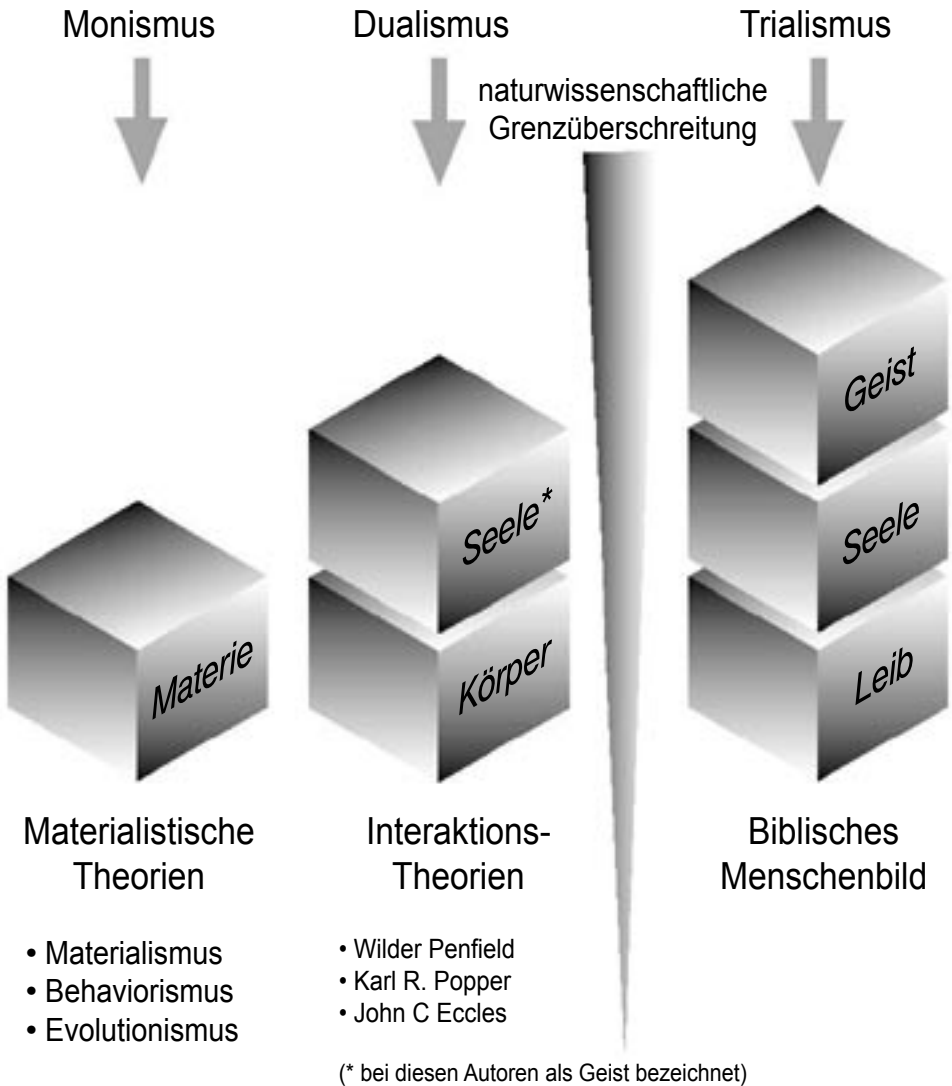 Monismus
Dualismus
Trialismus
naturwissenschaftliche
Grenzüberschreitung
Materie
Seele*
Körper
Geist
Seele
Leib
Materialistische
Theorien
• Materialismus
• Behaviorismus
• Evolutionismus
Interaktions-
Theorien
• Wilder Penfield
• Karl R. Popper
• John C Eccles
(* bei diesen Autoren als Geist bezeichnet)
Biblisches
Menschenbild